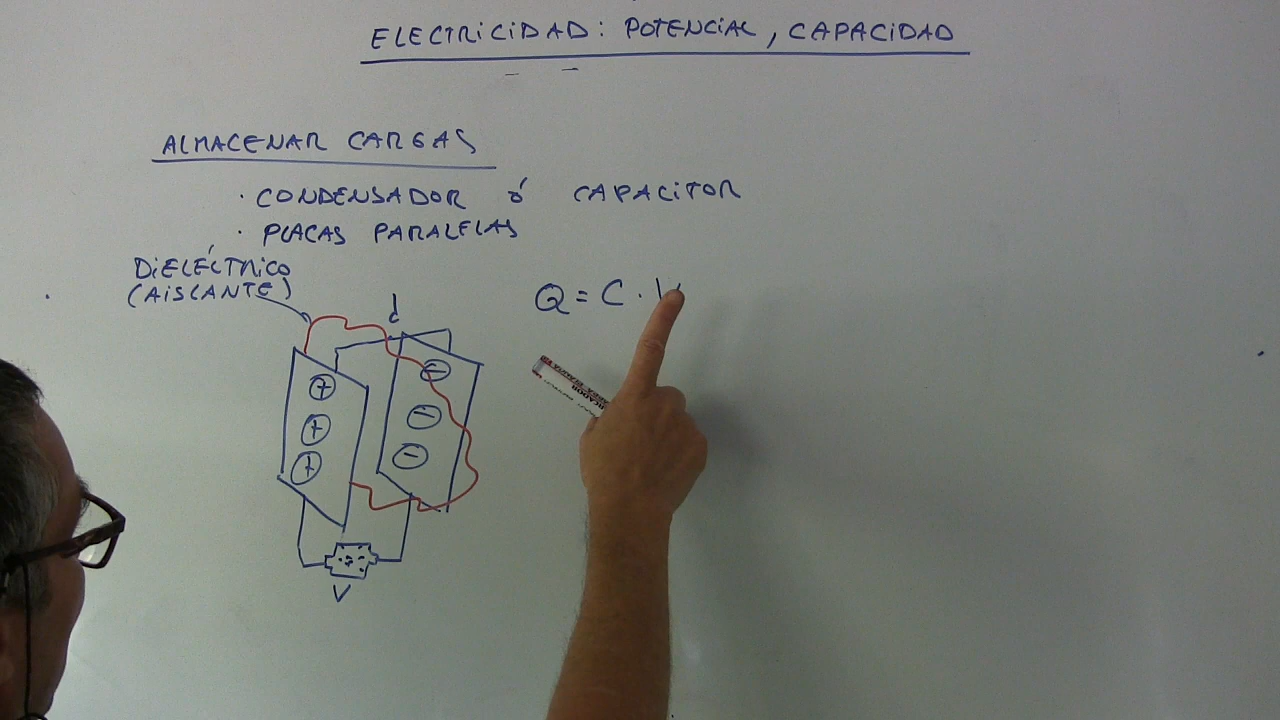 ELECTRICIDAD: POTENCIAL, CAPACIDAD
ALMACENAR CARGAS
· CONDENSADOR Ó CAPACITOR
· PLACAS PARALELAS
DIELÉCTRICO
(AISLANTE)
d
Q = C · V
+ −
+ −
+ −
V